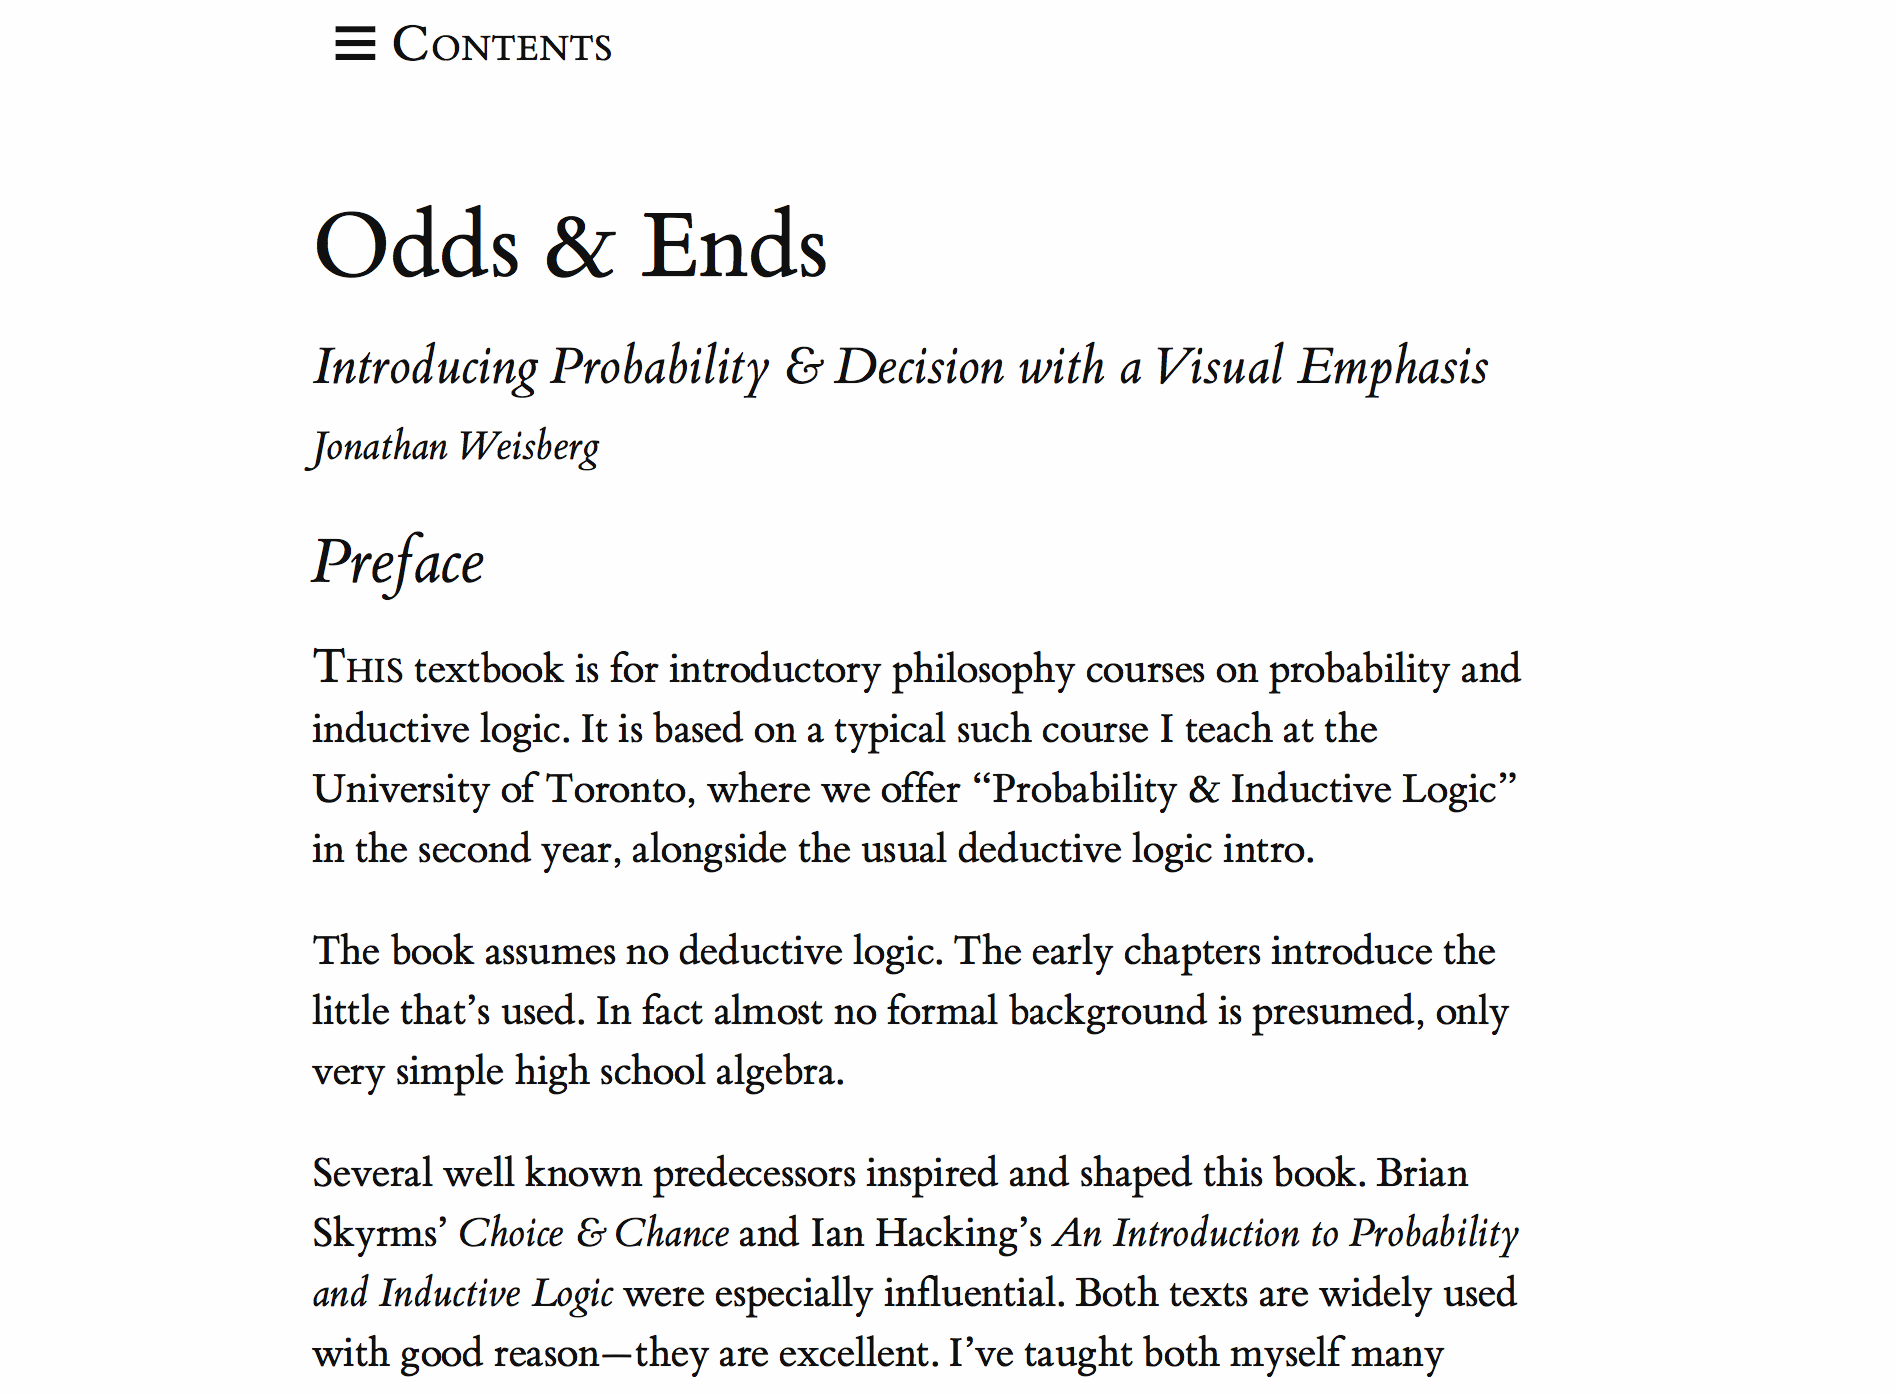 Contents
Odds & Ends
Introducing Probability & Decision with a Visual Emphasis
Jonathan Weisberg
Preface
This textbook is for introductory philosophy courses on probability and
inductive logic. It is based on a typical such course I teach at the
University of Toronto, where we offer “Probability & Inductive Logic”
in the second year, alongside the usual deductive logic intro.
The book assumes no deductive logic. The early chapters introduce the
little that’s used. In fact almost no formal background is presumed, only
very simple high school algebra.
Several well known predecessors inspired and shaped this book. Brian
Skyrms’ Choice & Chance and Ian Hacking’s An Introduction to Probability
and Inductive Logic were especially influential. Both texts are widely used
with good reason—they are excellent. I’ve taught both myself many